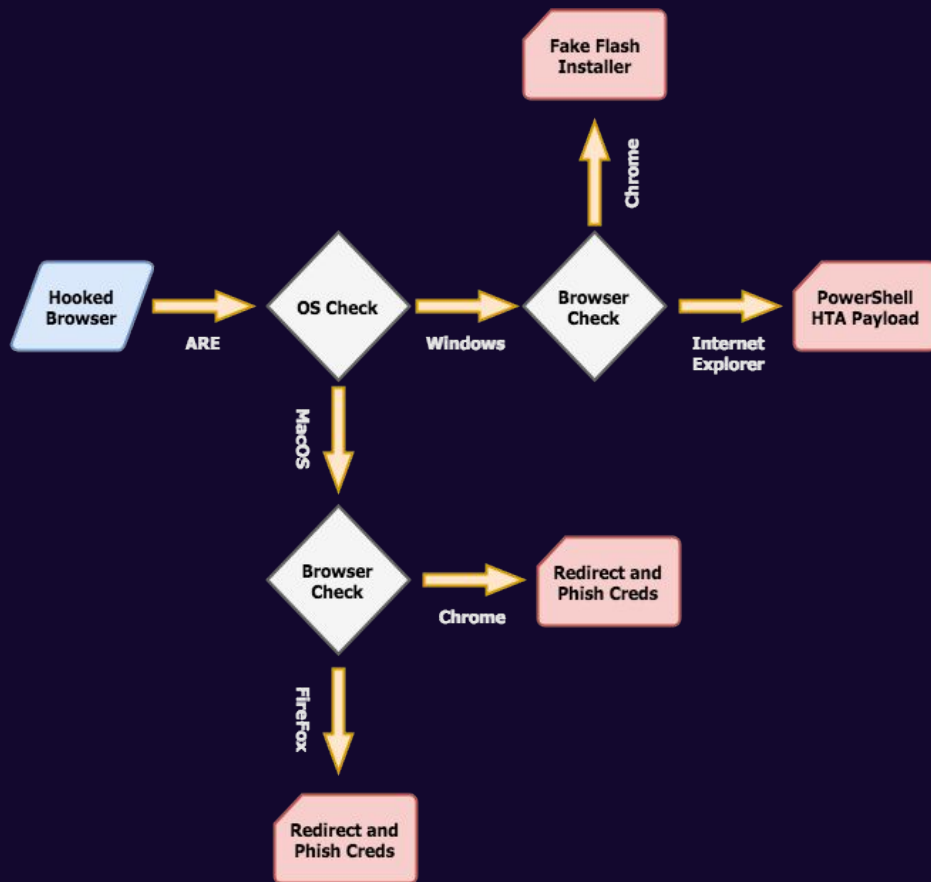 Fake Flash
Installer
Chrome
Hooked
Browser
ARE
OS Check
Windows
Browser
Check
Internet
Explorer
PowerShell
HTA Payload
MacOS
Browser
Check
Chrome
Redirect and
Phish Creds
FireFox
Redirect and
Phish Creds